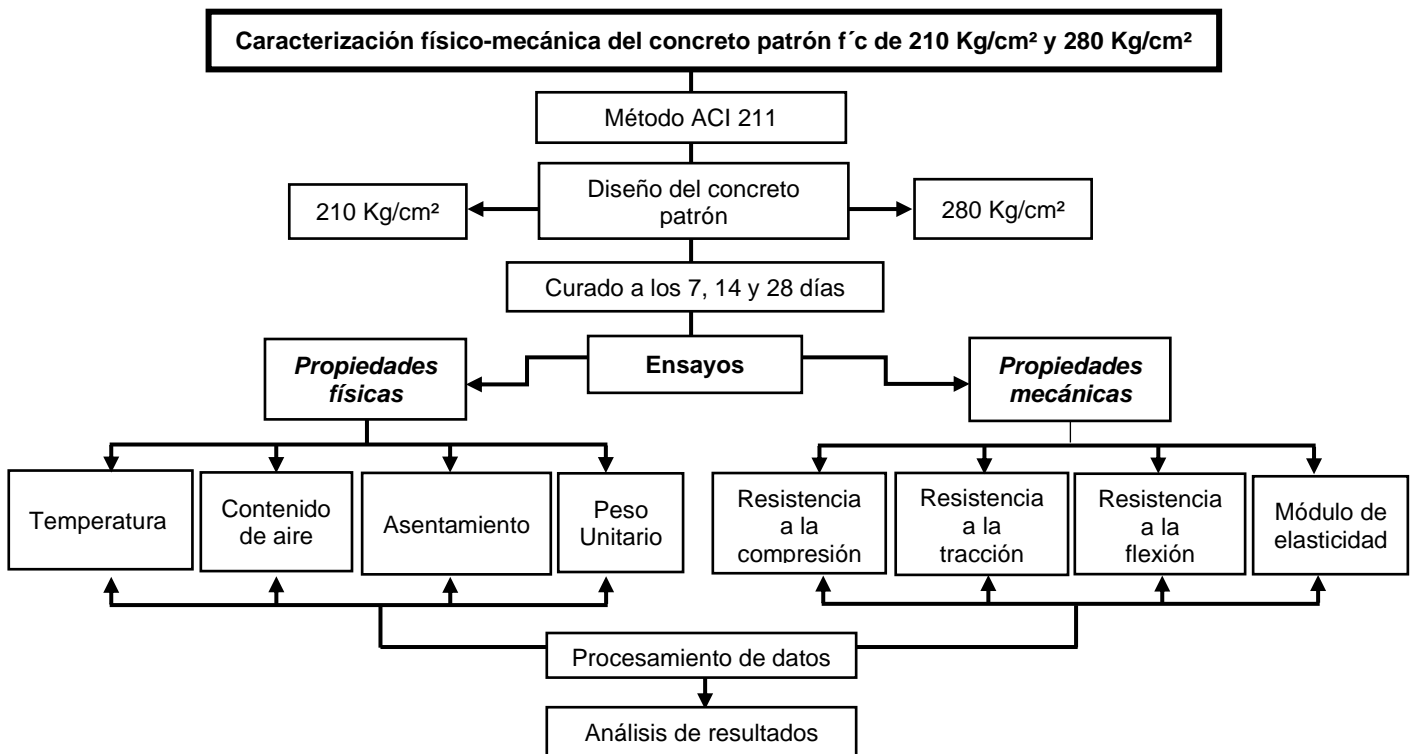 Caracterización físico-mecánica del concreto patrón f´c de 210 Kg/cm² y 280 Kg/cm²
Método ACI 211
Diseño del concreto
patrón
210 Kg/cm²
280 Kg/cm²
Curado a los 7, 14 y 28 días
Ensayos
Propiedades
físicas
Propiedades
mecánicas
Temperatura
Contenido
de aire
Asentamiento
Peso
Unitario
Resistencia
a la
compresión
Resistencia
a la
tracción
Resistencia
a la
flexión
Módulo de
elasticidad
Procesamiento de datos
Análisis de resultados